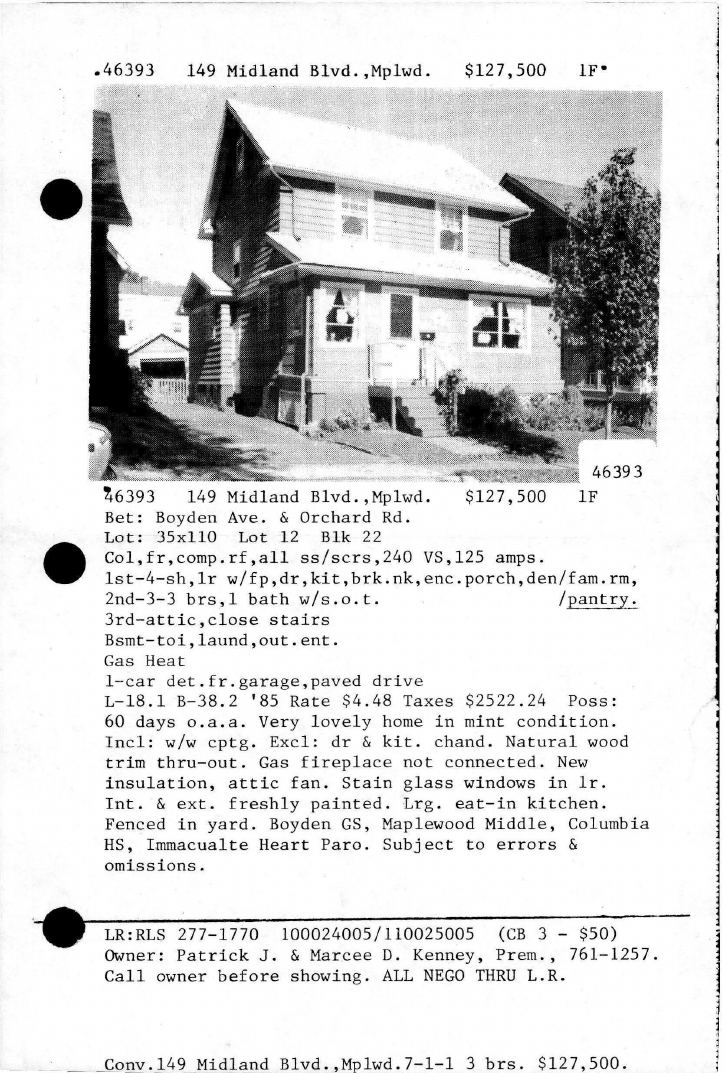 .46393 149 Midland Blvd.,Mplwd. $127,500 1F
46393
46393 149 Midland Blvd.,Mplwd. $127,500 1F
Bet: Boyden Ave. & Orchard Rd.
Lot: 35x110 Lot 12 Blk 22
Col,fr,comp.rf,all ss/scrs,240 VS,125 amps.
1st-4-sh,lr w/fp,dr,kit,brk.nk,enc.porch,den/fam.rm,
2nd-3-3 brs,1 bath w/s.o.t. /pantry.
3rd-attic,close stairs
Bsmt-toi,laund,out.ent.
Gas Heat
1-car det.fr.garage,paved drive
L-18.1 B-38.2 '85 Rate $4.48 Taxes $2522.24 Poss:
60 days o.a.a. Very lovely home in mint condition.
Incl: w/w cptg. Excl: dr & kit. chand. Natural wood
trim thru-out. Gas fireplace not connected. New
insulation, attic fan. Stain glass windows in lr.
Int. & ext. freshly painted. Lrg. eat-in kitchen.
Fenced in yard. Boyden GS, Maplewood Middle, Columbia
HS, Immacualte Heart Paro. Subject to errors &
omissions.
LR:RLS 277-1770 100024005/110025005 (CB 3 - $50)
Owner: Patrick J. & Marcee D. Kenney, Prem., 761-1257.
Call owner before showing. ALL NEGO THRU L.R.
Conv.149 Midland Blvd.,Mplwd.7-1-1 3 brs. $127,500.